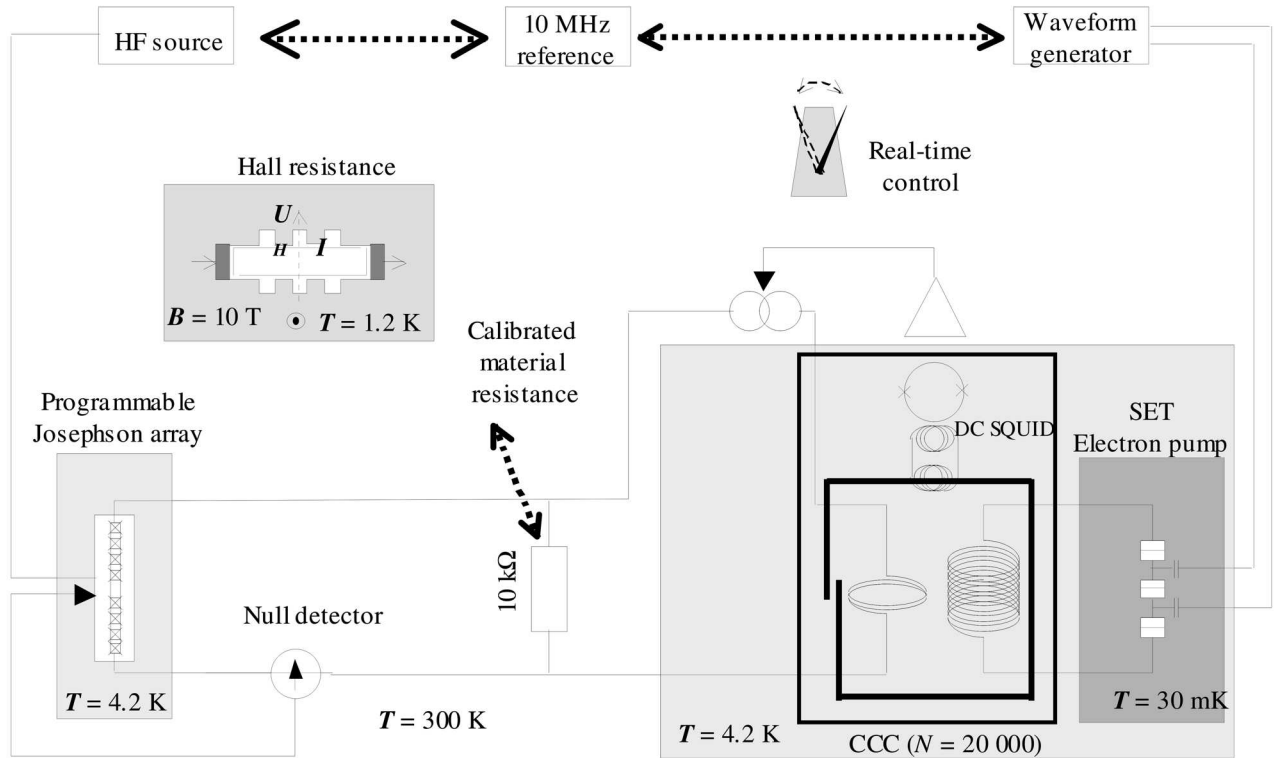 HF source
10 MHz
reference
Waveform
generator
Real-time
control
Hall resistance
U
H I
B = 10 T T = 1.2 K
Calibrated
material
resistance
Programmable
Josephson array
DC SQUID
SET
Electron pump
10 kΩ
Null detector
T = 4.2 K
T = 300 K
T = 4.2 K
T = 30 mK
CCC (N = 20 000)